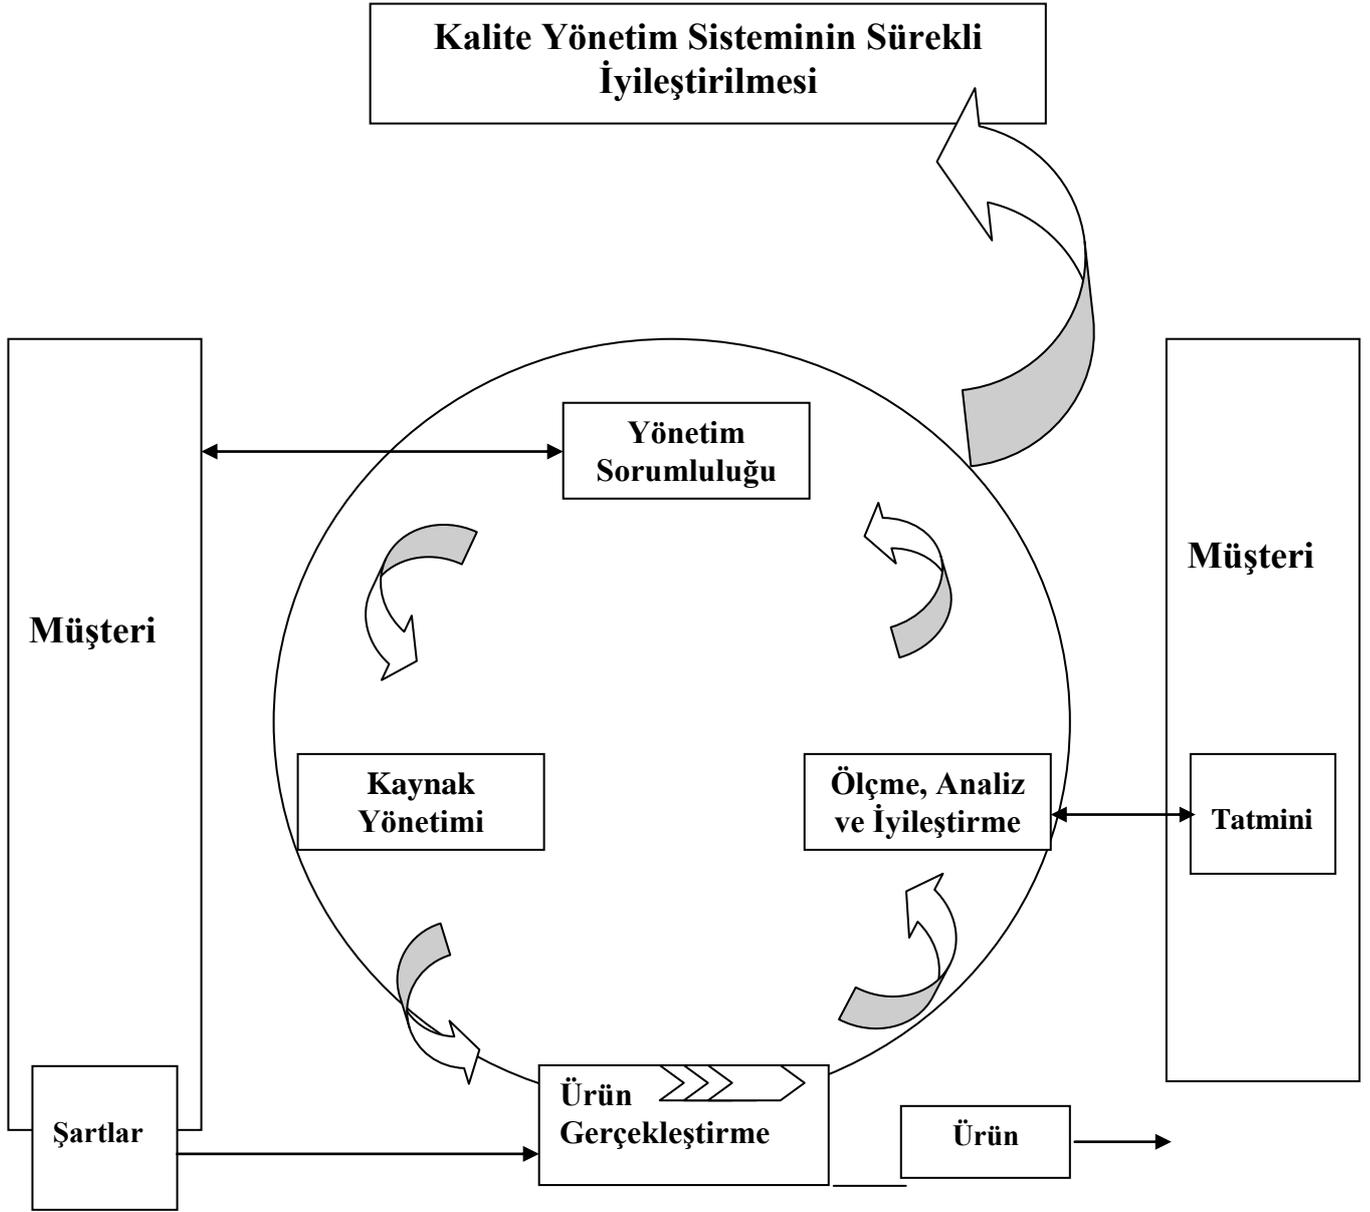 Kalite Yönetim Sisteminin Sürekli
İyileştirilmesi
Yönetim
Sorumluluğu
Müşteri
Müşteri
Kaynak
Yönetimi
Ölçme, Analiz
ve İyileştirme
Tatmini
Ürün
Gerçekleştirme
Şartlar
Ürün